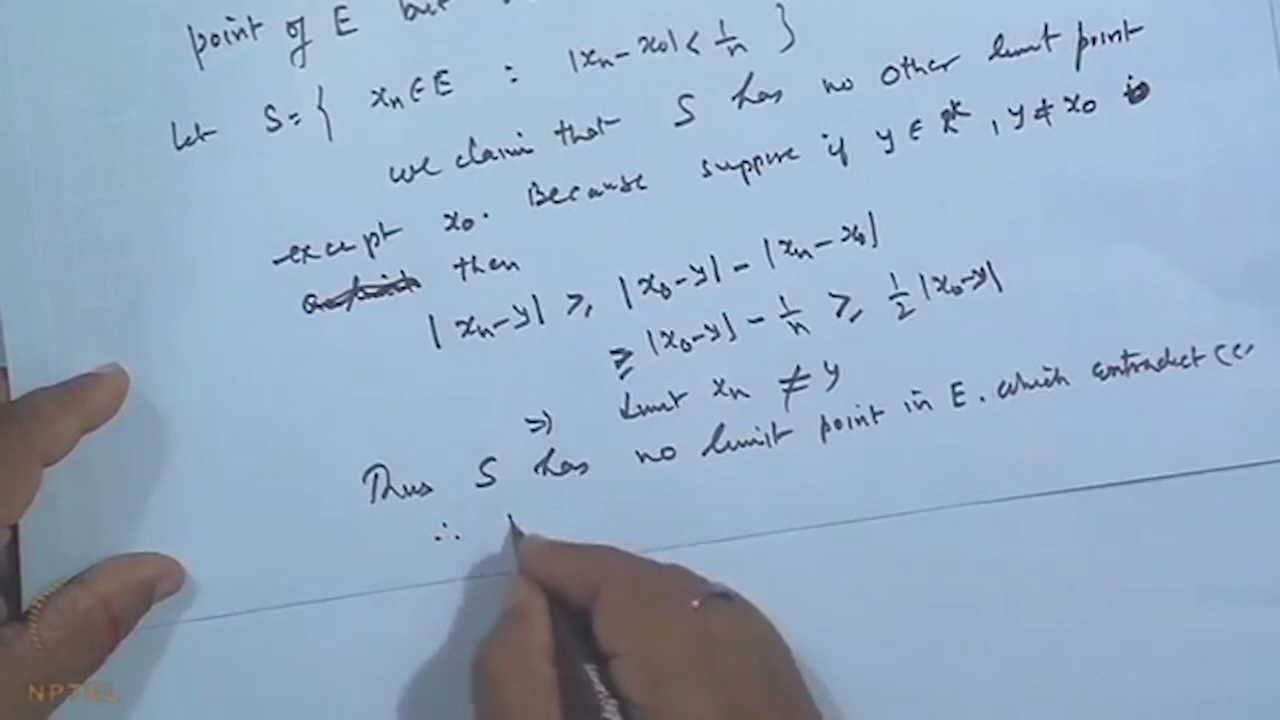 point of E but
Let S = { xn ∈ E : |xn - x0| < 1/n }
we claim that S has no other limit point
except x0. Because suppose if y ∈ R^k, y ≠ x0
then
|xn - y| ≥ |x0 - y| - |xn - x0|
≥ |x0 - y| - 1/n ≥ 1/2 |x0 - y|
⇒ Limit xn ≠ y
Thus S has no limit point in E. which contradict (c)
∴
NPTEL